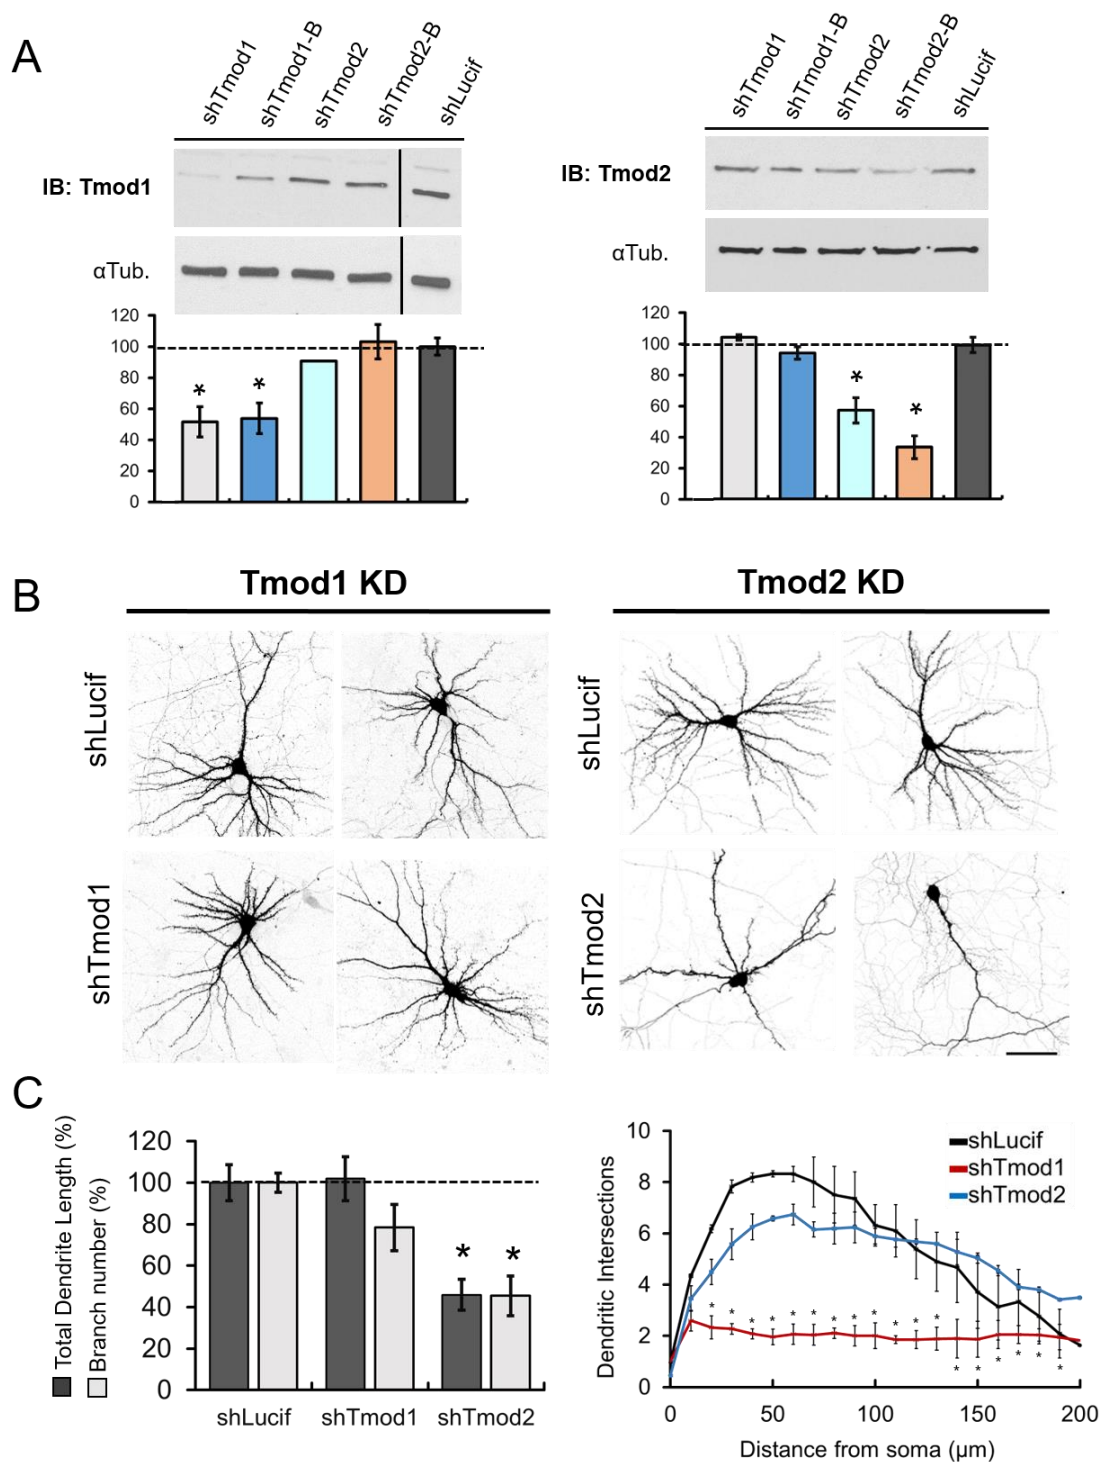 A
shTmod1
shTmod1-B
shTmod2
shTmod2-B
shLucif
IB: Tmod1
αTub.
120
100
80
60
40
20
0
* *
shTmod1
shTmod1-B
shTmod2
shTmod2-B
shLucif
IB: Tmod2
αTub.
120
100
80
60
40
20
0
* *
B
Tmod1 KD
Tmod2 KD
shLucif
shLucif
shTmod1
shTmod2
C
Total Dendrite Length (%)
Branch number (%)
120
100
80
60
40
20
0
* *
shLucif shTmod1 shTmod2
Dendritic Intersections
10
8
6
4
2
0
shLucif
shTmod1
shTmod2
* * * * * * * * * * * *
* * * * * *
0 50 100 150 200
Distance from soma (µm)